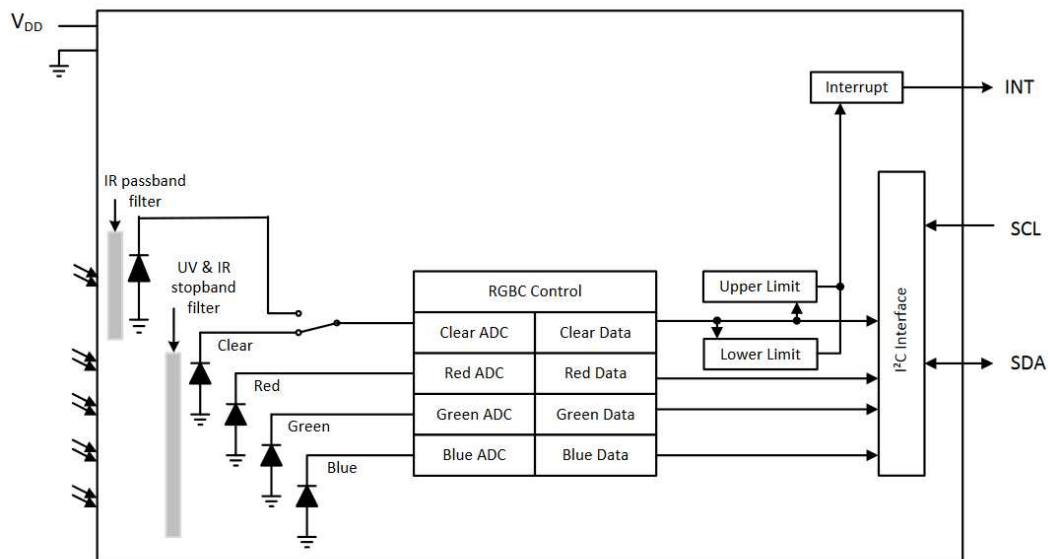 V_DD
Interrupt
INT
IR passband
filter
SCL
UV & IR
stopband
filter
RGBC Control
Upper Limit
Clear
Clear ADC
Clear Data
Lower Limit
I²C Interface
SDA
Red
Red ADC
Red Data
Green
Green ADC
Green Data
Blue
Blue ADC
Blue Data